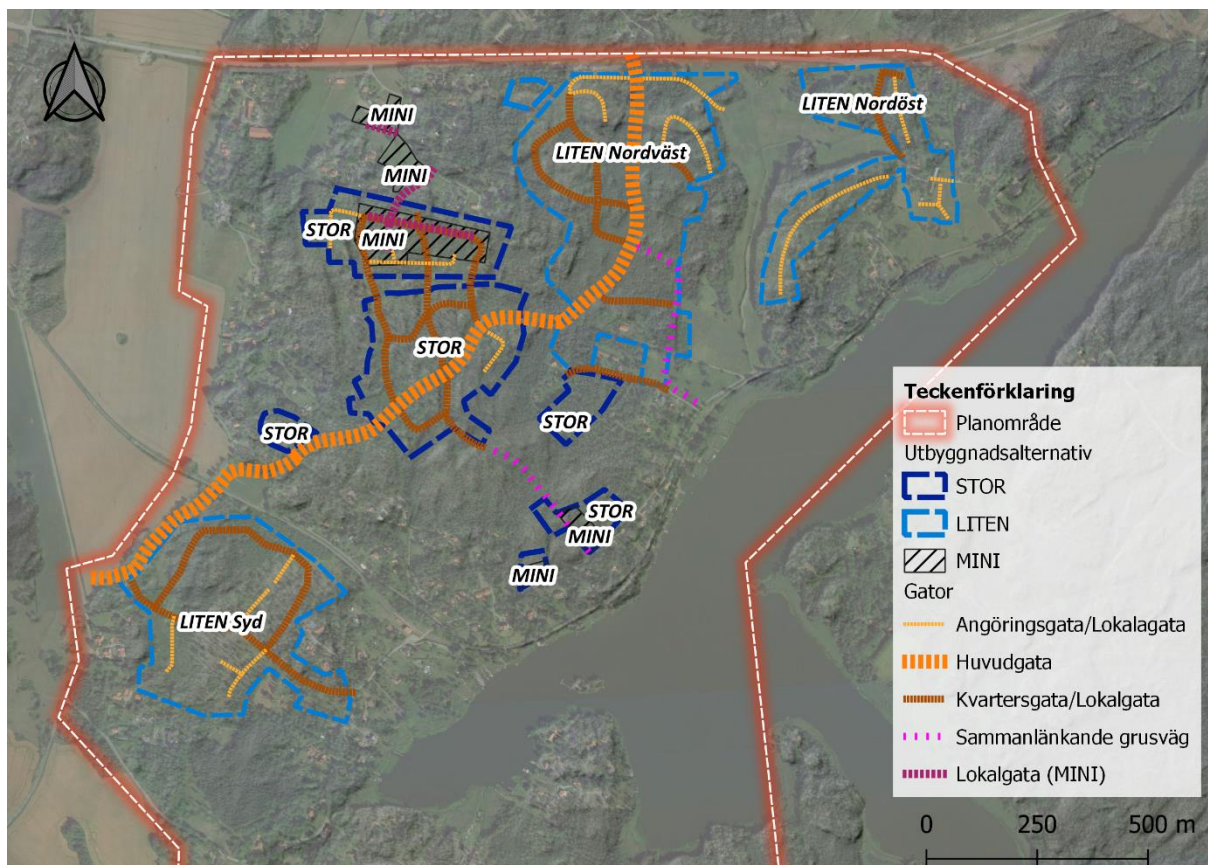 MINI
LITEN Nordöst
LITEN Nordväst
MINI
STOR
MINI
STOR
STOR
STOR
STOR
MINI
MINI
LITEN Syd
Teckenförklaring
Planområde
Utbyggnadsalternativ
STOR
LITEN
MINI
Gator
Angöringsgata/Lokalagata
Huvudgata
Kvartersgata/Lokalgata
Sammanlänkande grusväg
Lokalgata (MINI)
0 250 500 m